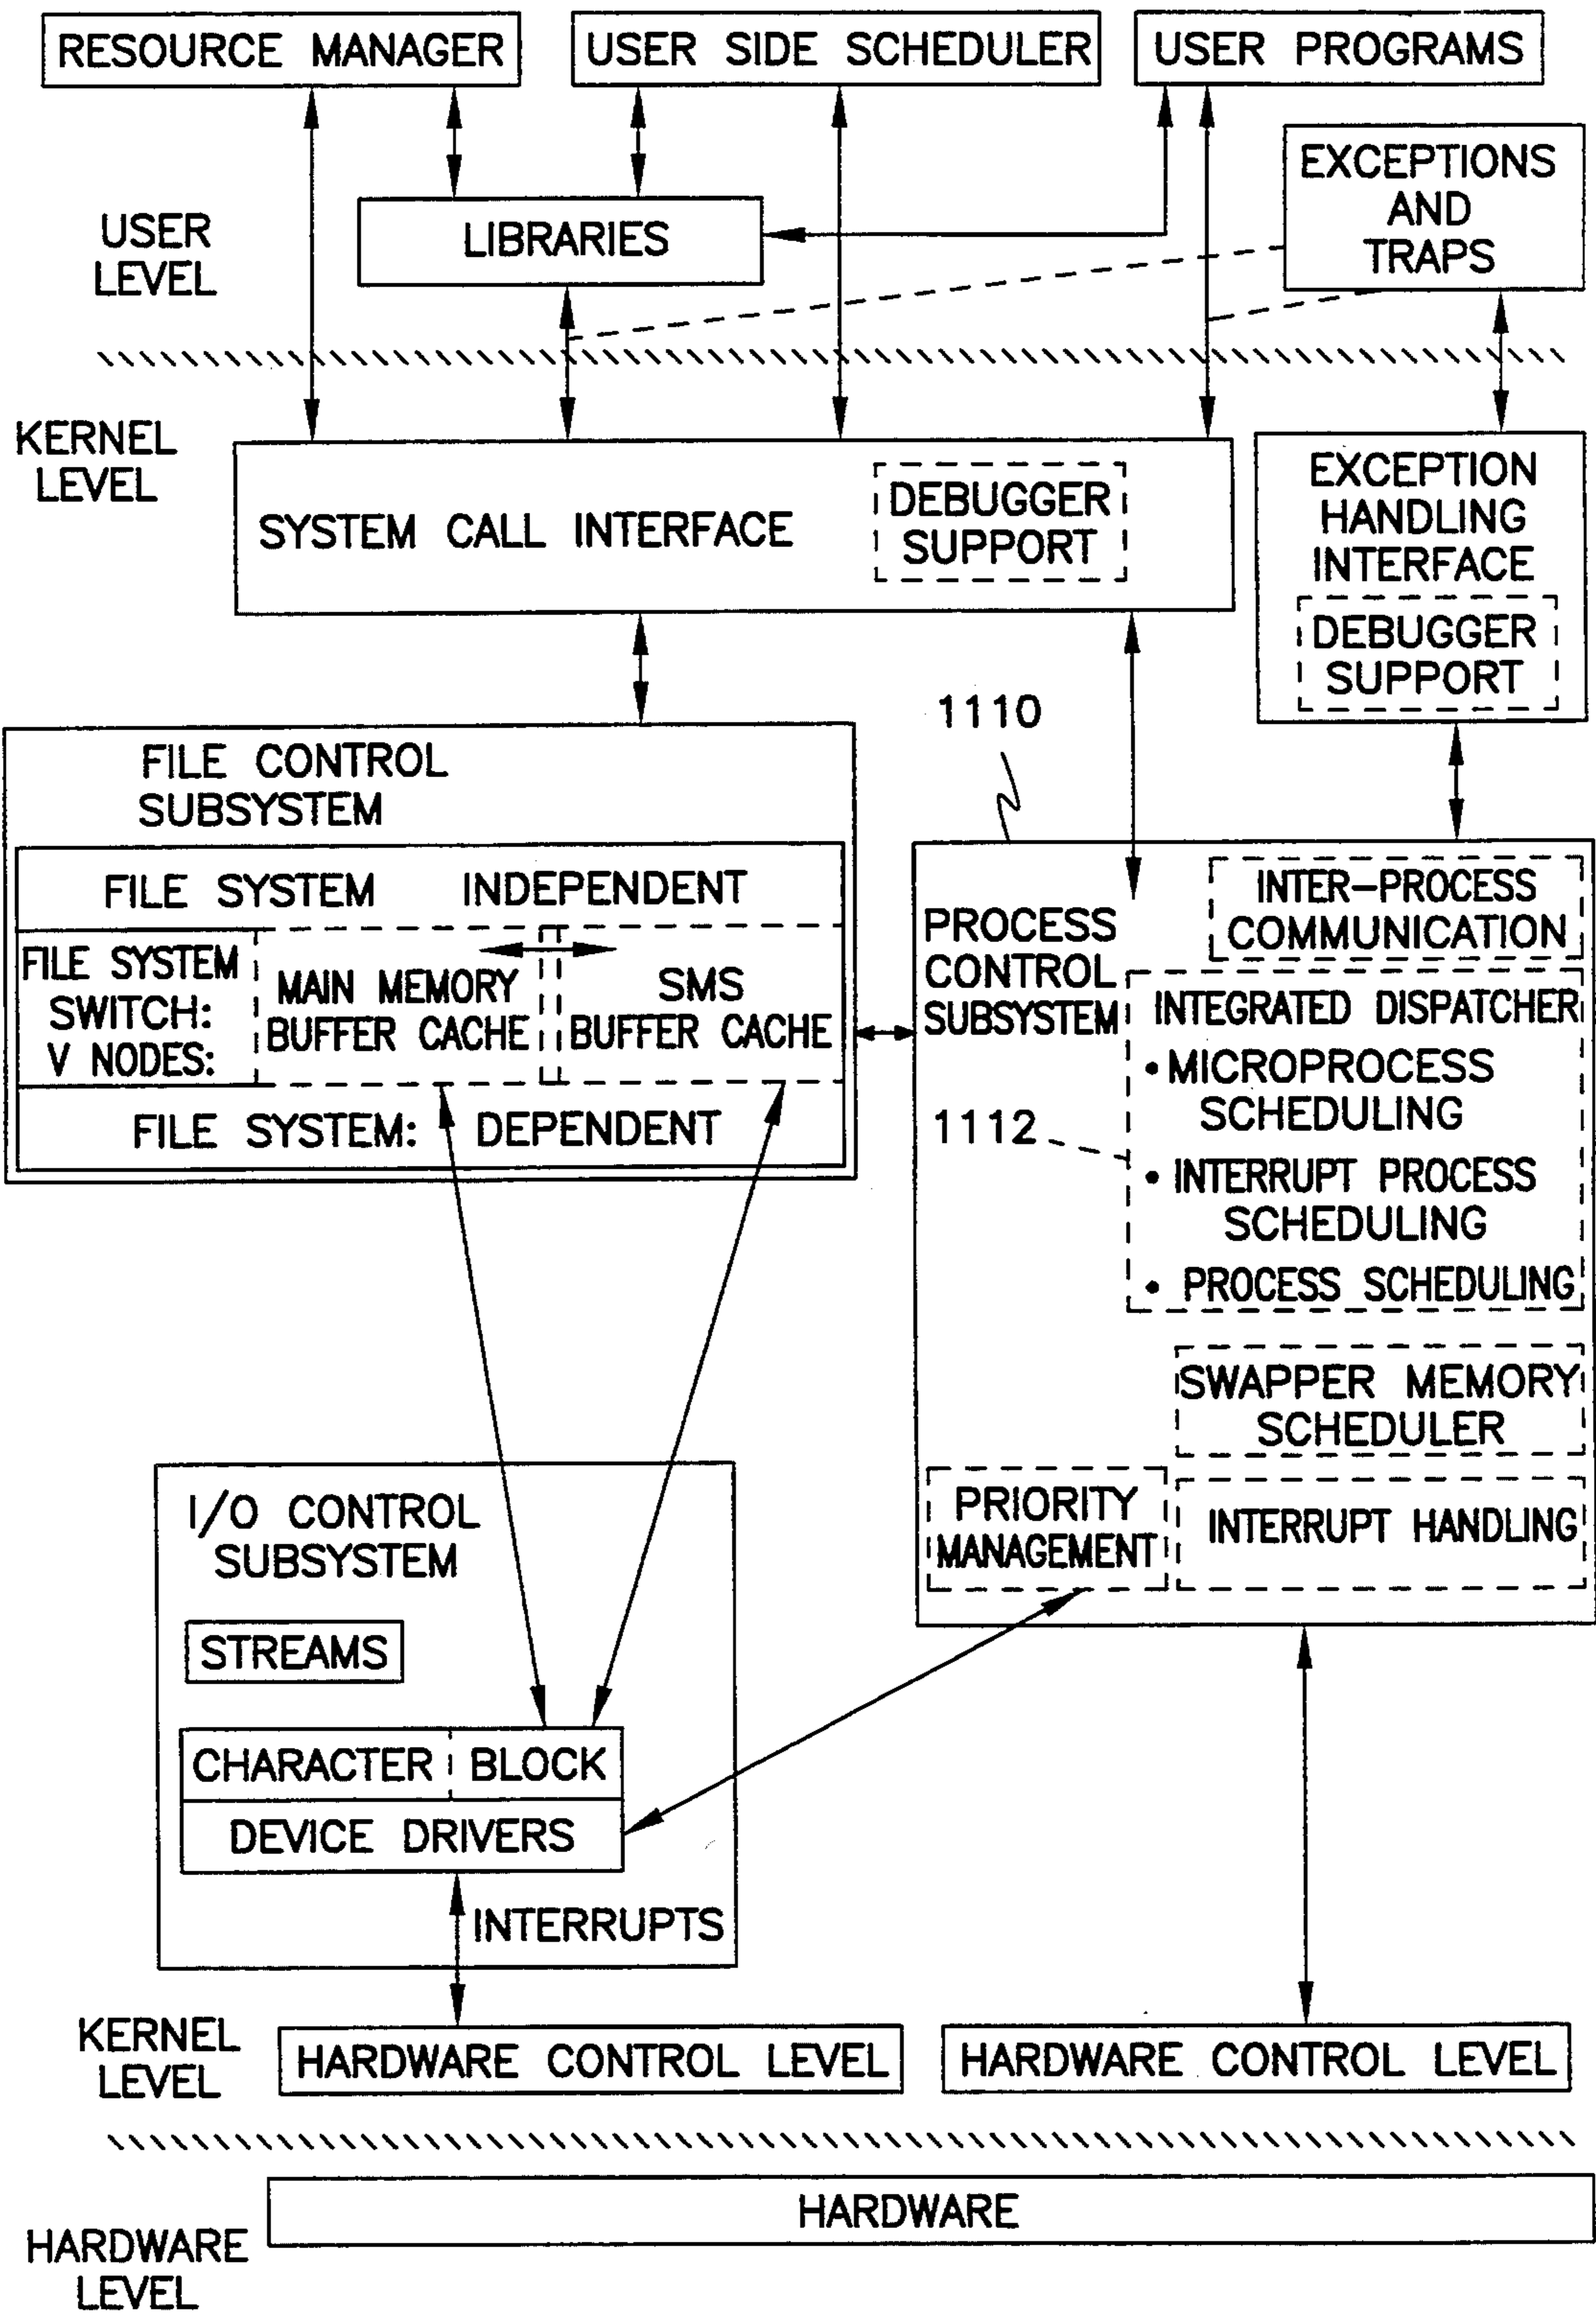 RESOURCE MANAGER
USER SIDE SCHEDULER
USER PROGRAMS
EXCEPTIONS
AND
TRAPS
LIBRARIES
USER
LEVEL
KERNEL
LEVEL
SYSTEM CALL INTERFACE
DEBUGGER
SUPPORT
EXCEPTION
HANDLING
INTERFACE
DEBUGGER
SUPPORT
1110
FILE CONTROL
SUBSYSTEM
FILE SYSTEM INDEPENDENT
FILE SYSTEM
SWITCH:
V NODES:
MAIN MEMORY
BUFFER CACHE
SMS
BUFFER CACHE
FILE SYSTEM: DEPENDENT
PROCESS
CONTROL
SUBSYSTEM
INTER-PROCESS
COMMUNICATION
INTEGRATED DISPATCHER
• MICROPROCESS
SCHEDULING
1112
• INTERRUPT PROCESS
SCHEDULING
• PROCESS SCHEDULING
SWAPPER MEMORY
SCHEDULER
PRIORITY
MANAGEMENT
INTERRUPT HANDLING
I/O CONTROL
SUBSYSTEM
STREAMS
CHARACTER
BLOCK
DEVICE DRIVERS
INTERRUPTS
KERNEL
LEVEL
HARDWARE CONTROL LEVEL
HARDWARE CONTROL LEVEL
HARDWARE
HARDWARE
LEVEL